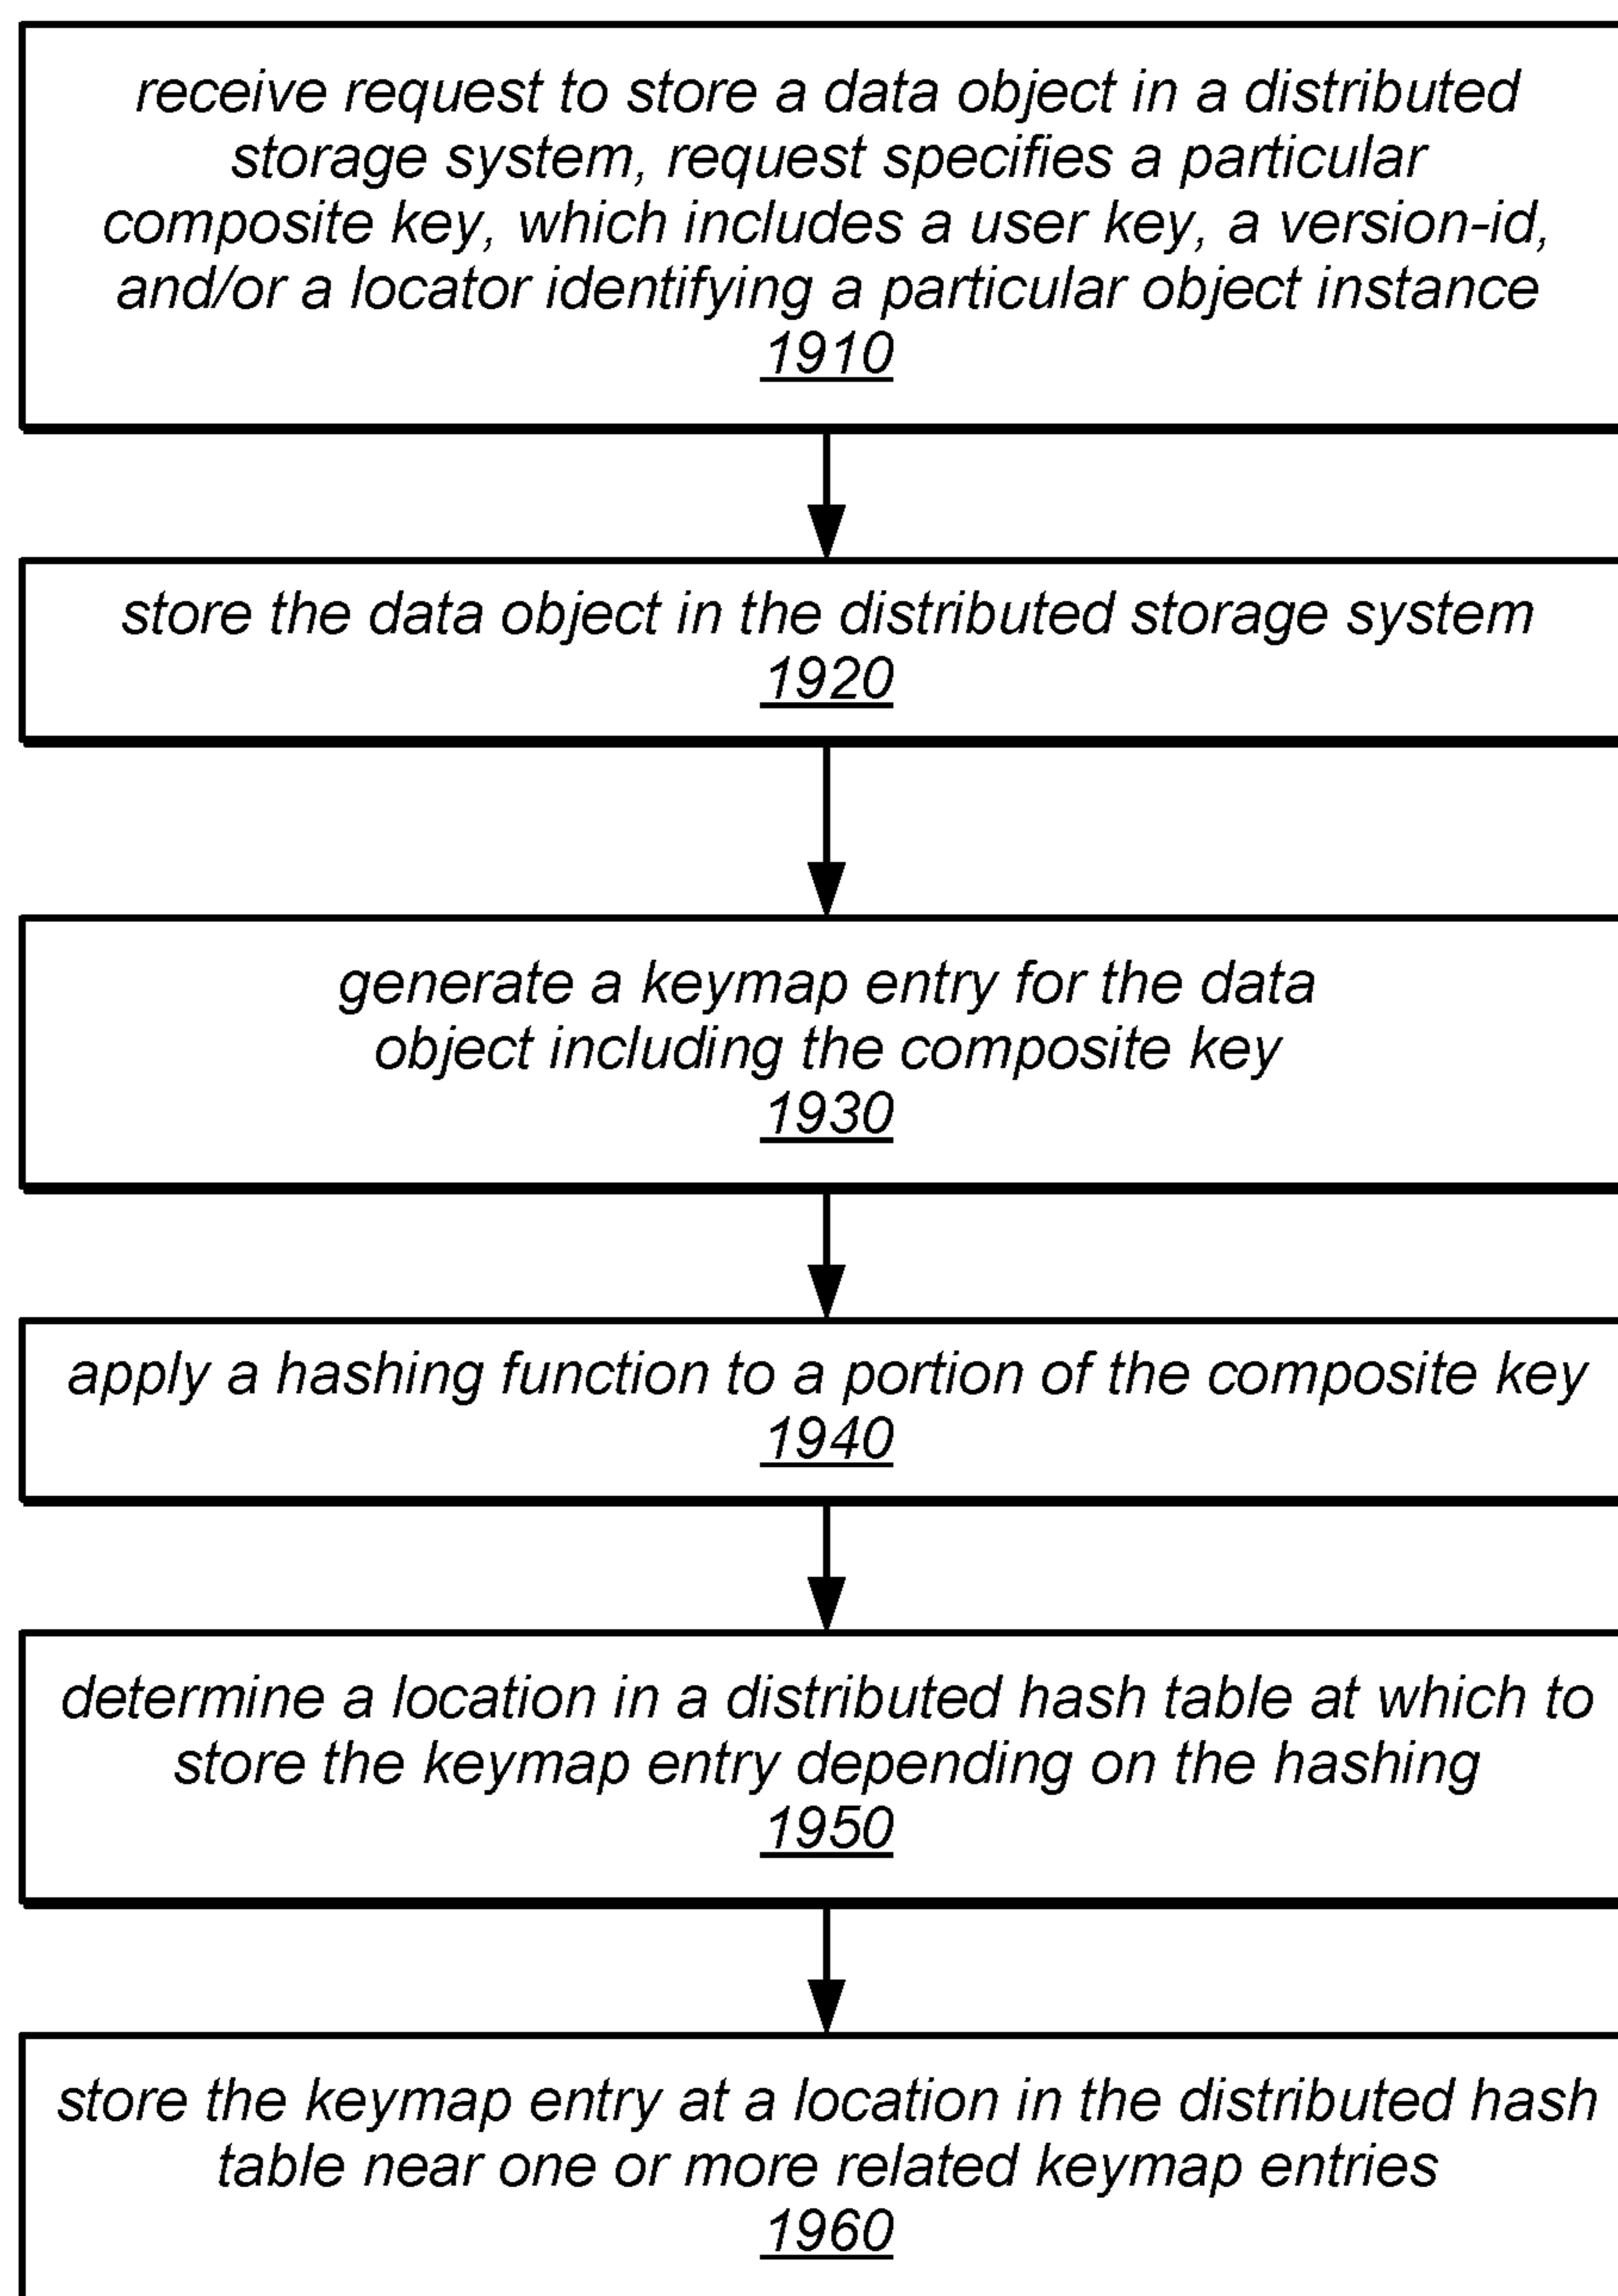 receive request to store a data object in a distributed
storage system, request specifies a particular
composite key, which includes a user key, a version-id,
and/or a locator identifying a particular object instance
1910
store the data object in the distributed storage system
1920
generate a keymap entry for the data
object including the composite key
1930
apply a hashing function to a portion of the composite key
1940
determine a location in a distributed hash table at which to
store the keymap entry depending on the hashing
1950
store the keymap entry at a location in the distributed hash
table near one or more related keymap entries
1960